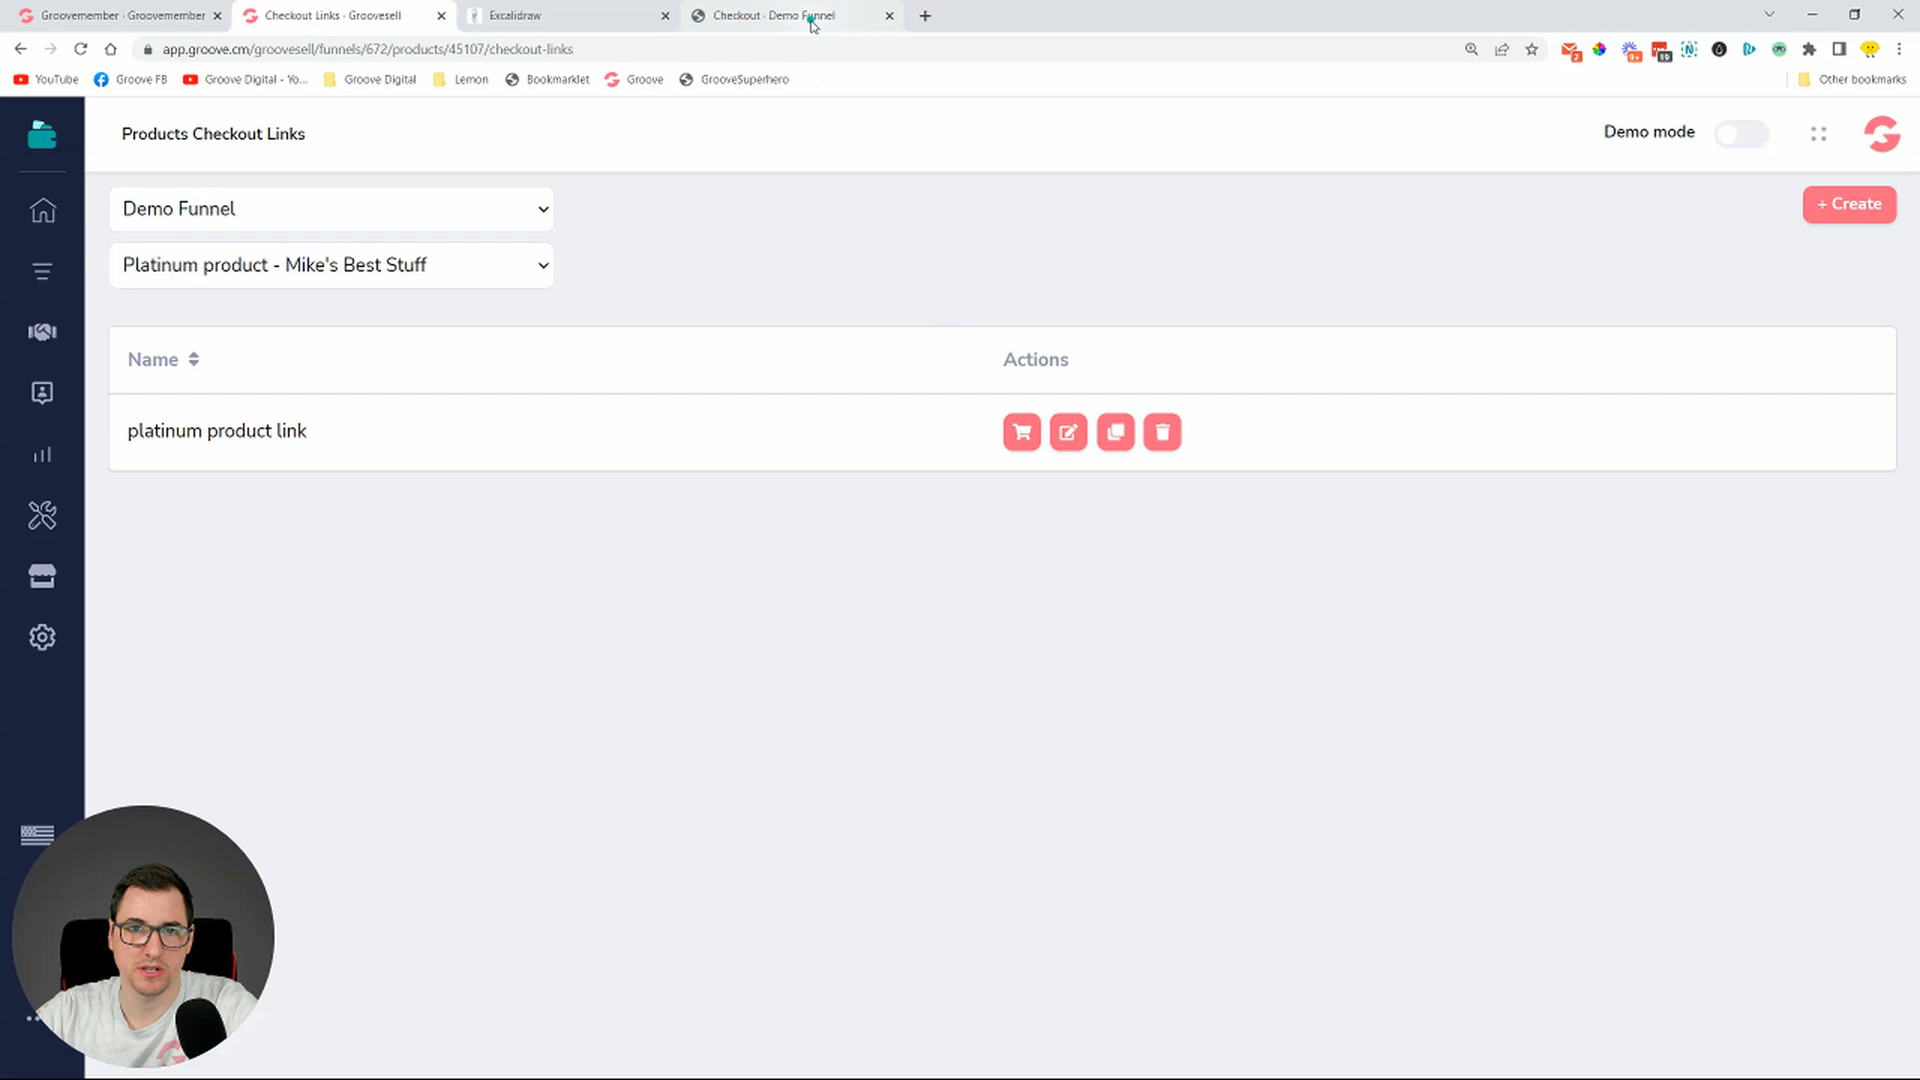 Groovemember · Groovemember
Checkout Links · Groovesell
Excalidraw
Checkout · Demo Funnel
app.groove.cm/groovesell/funnels/672/products/45107/checkout-links
YouTube
Groove FB
Groove Digital - Yo...
Groove Digital
Lemon
Bookmarklet
Groove
GrooveSuperhero
Other bookmarks
Products Checkout Links
Demo mode
Demo Funnel
+ Create
Platinum product - Mike's Best Stuff
Name
Actions
platinum product link